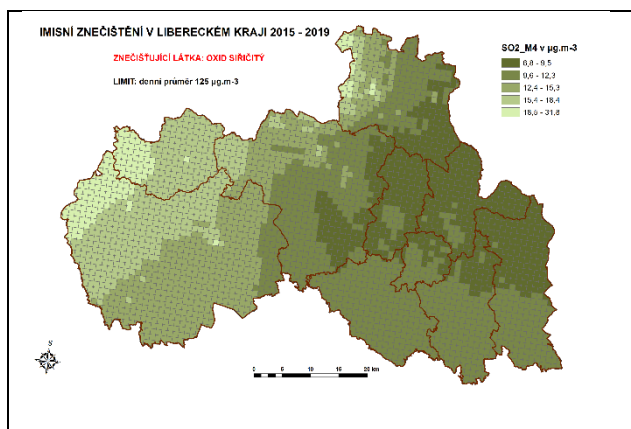 IMISNÍ ZNEČIŠTĚNÍ V LIBERECKÉM KRAJI 2015 - 2019
ZNEČIŠŤUJÍCÍ LÁTKA: OXID SIŘIČITÝ
LIMIT: denní průměr 125 µg.m-3
SO2_M4 v µg.m-3
6,8 - 9,5
9,6 - 12,3
12,4 - 15,3
15,4 - 18,4
18,5 - 31,8
S
0 5 10 15 20 km